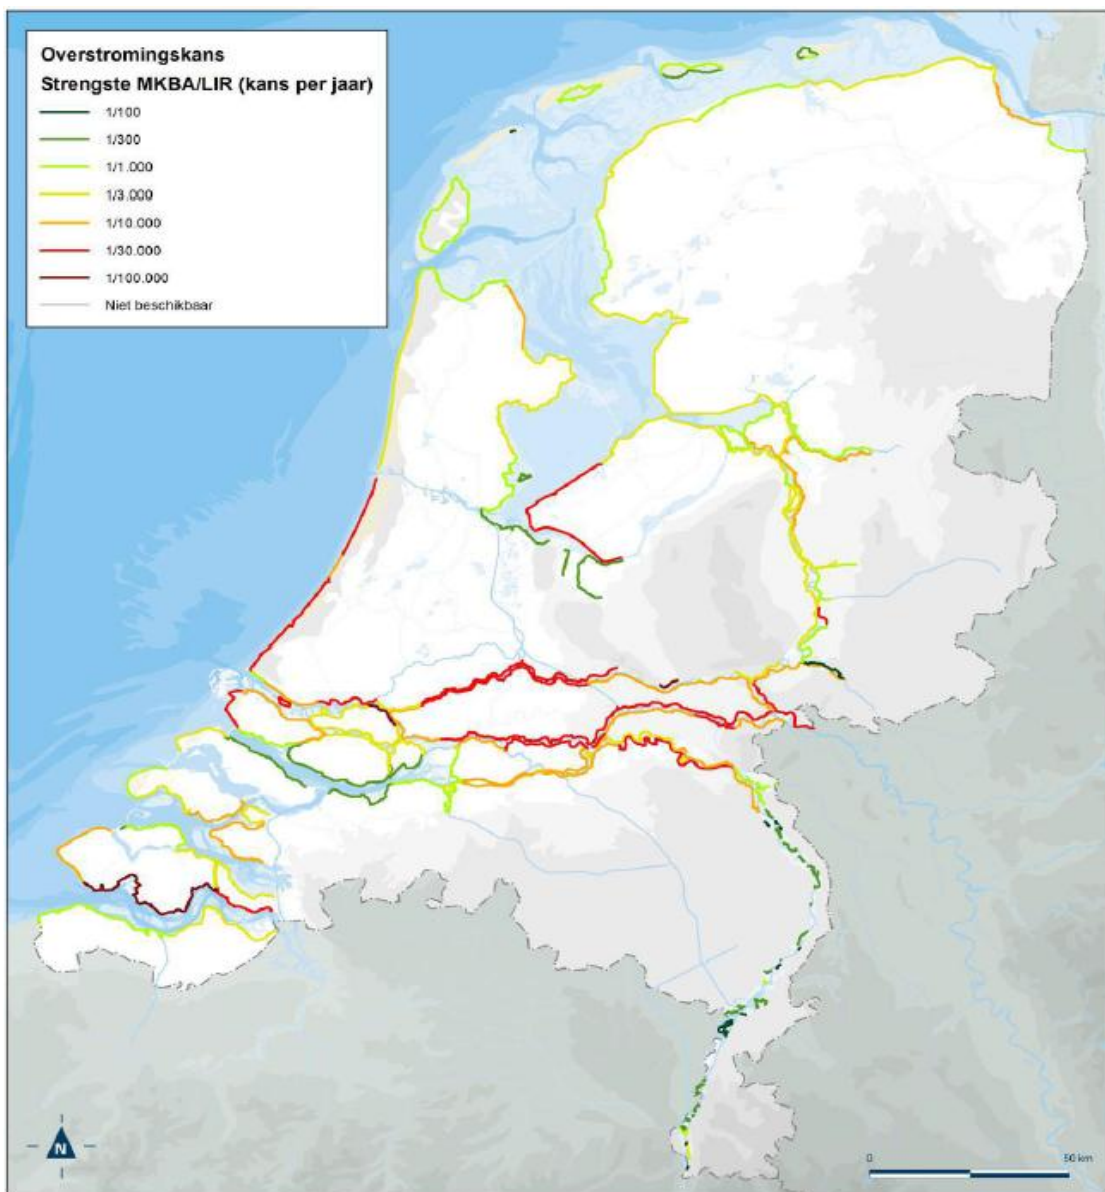 Overstromingskans
Strengste MKBA/LIR (kans per jaar)
1/100
1/300
1/1.000
1/3.000
1/10.000
1/30.000
1/100.000
Niet beschikbaar
N
0 50 km